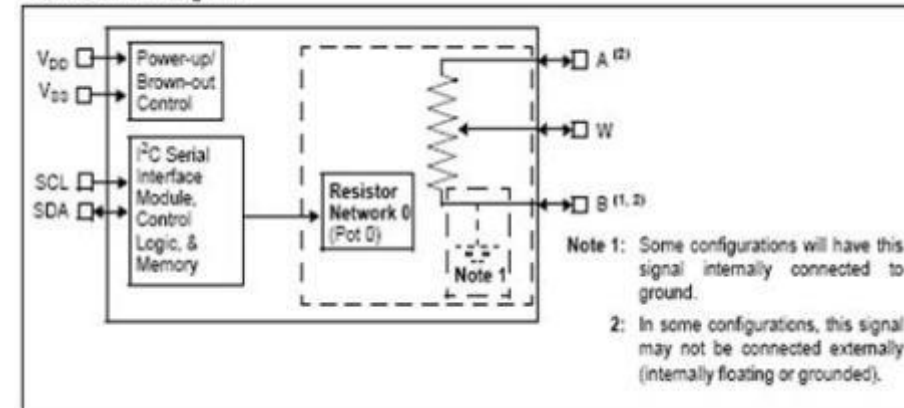 V_DD
V_SS
Power-up/
Brown-out
Control
SCL
SDA
I²C Serial
Interface
Module,
Control
Logic, &
Memory
Resistor
Network 0
(Pot 0)
Note 1
A (2)
W
B (1, 2)
Note 1: Some configurations will have this
signal internally connected to
ground.
2: In some configurations, this signal
may not be connected externally
(internally floating or grounded).